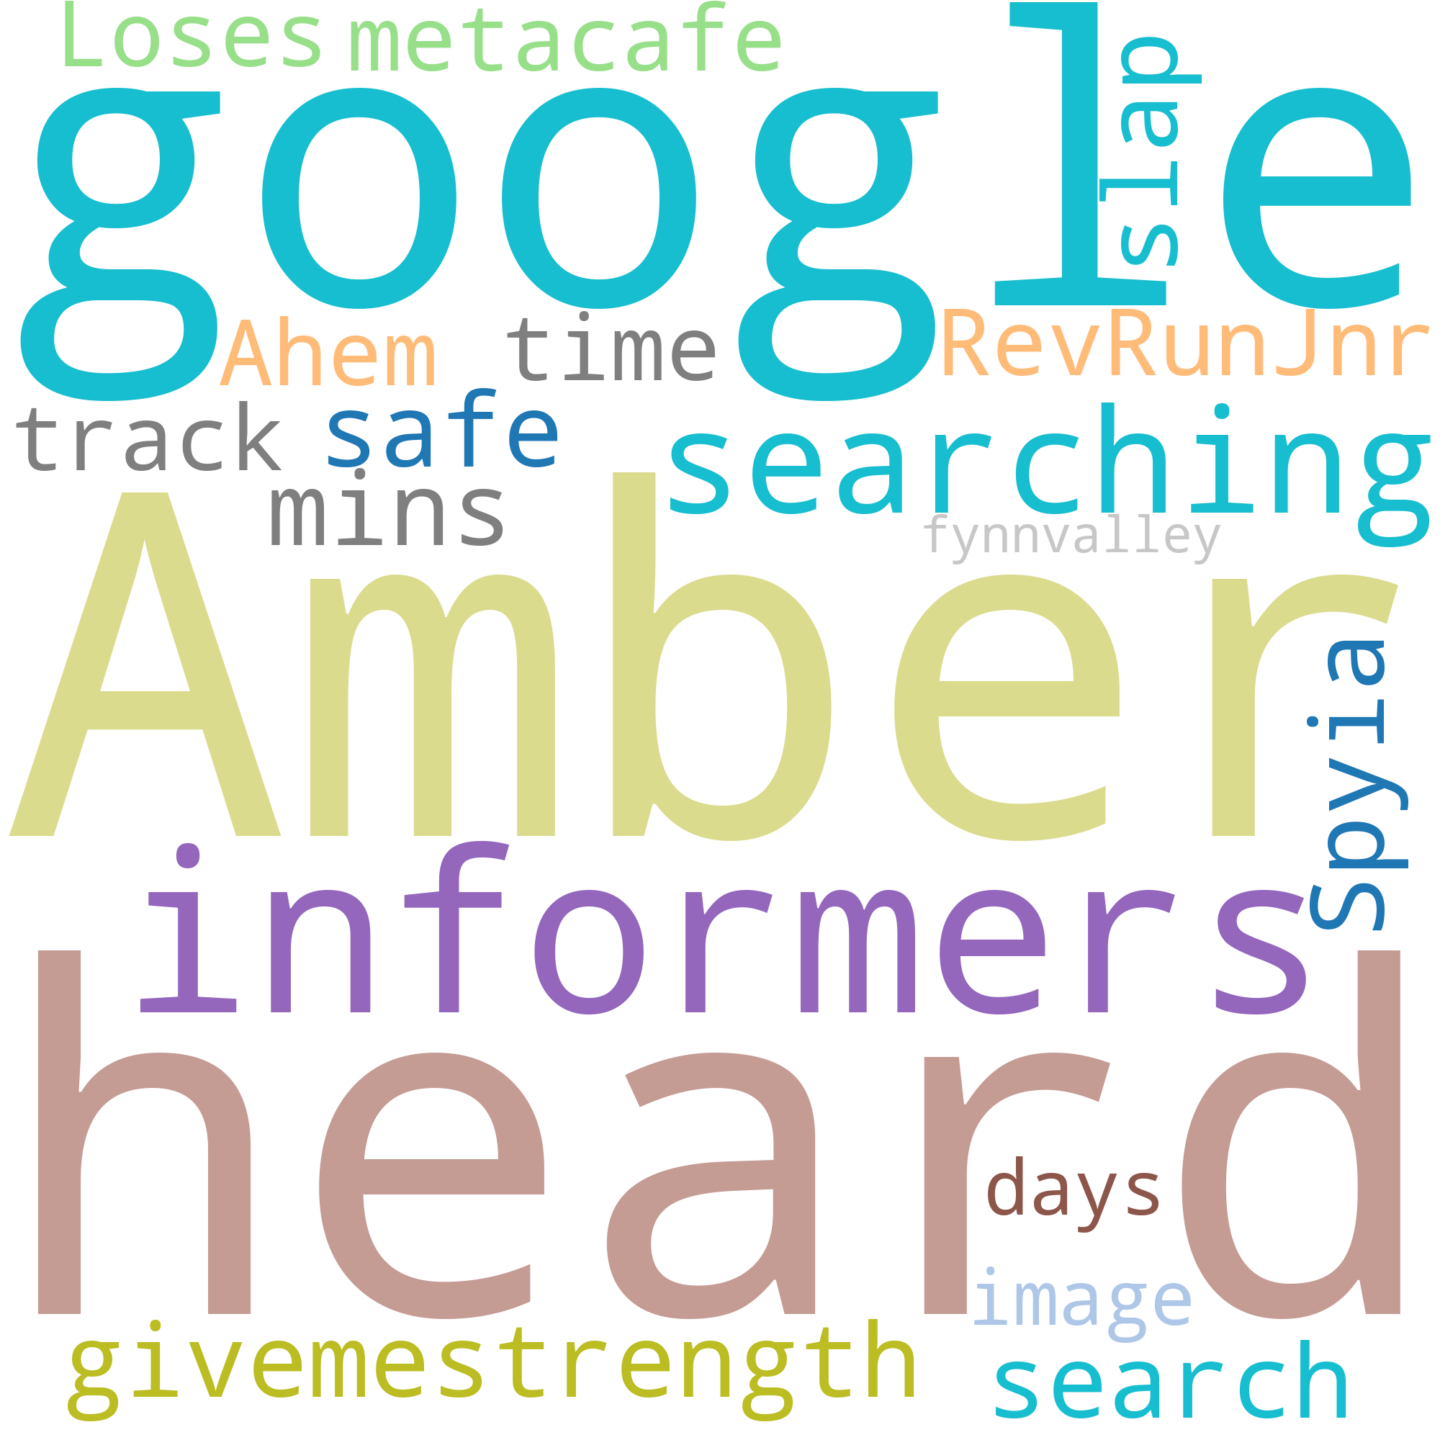 Loses metacafe
google
slap
Ahem time RevRunJnr
track safe searching
mins
fynnvalley
Amber
Spyia
informers
heard
days
image
givemestrength search